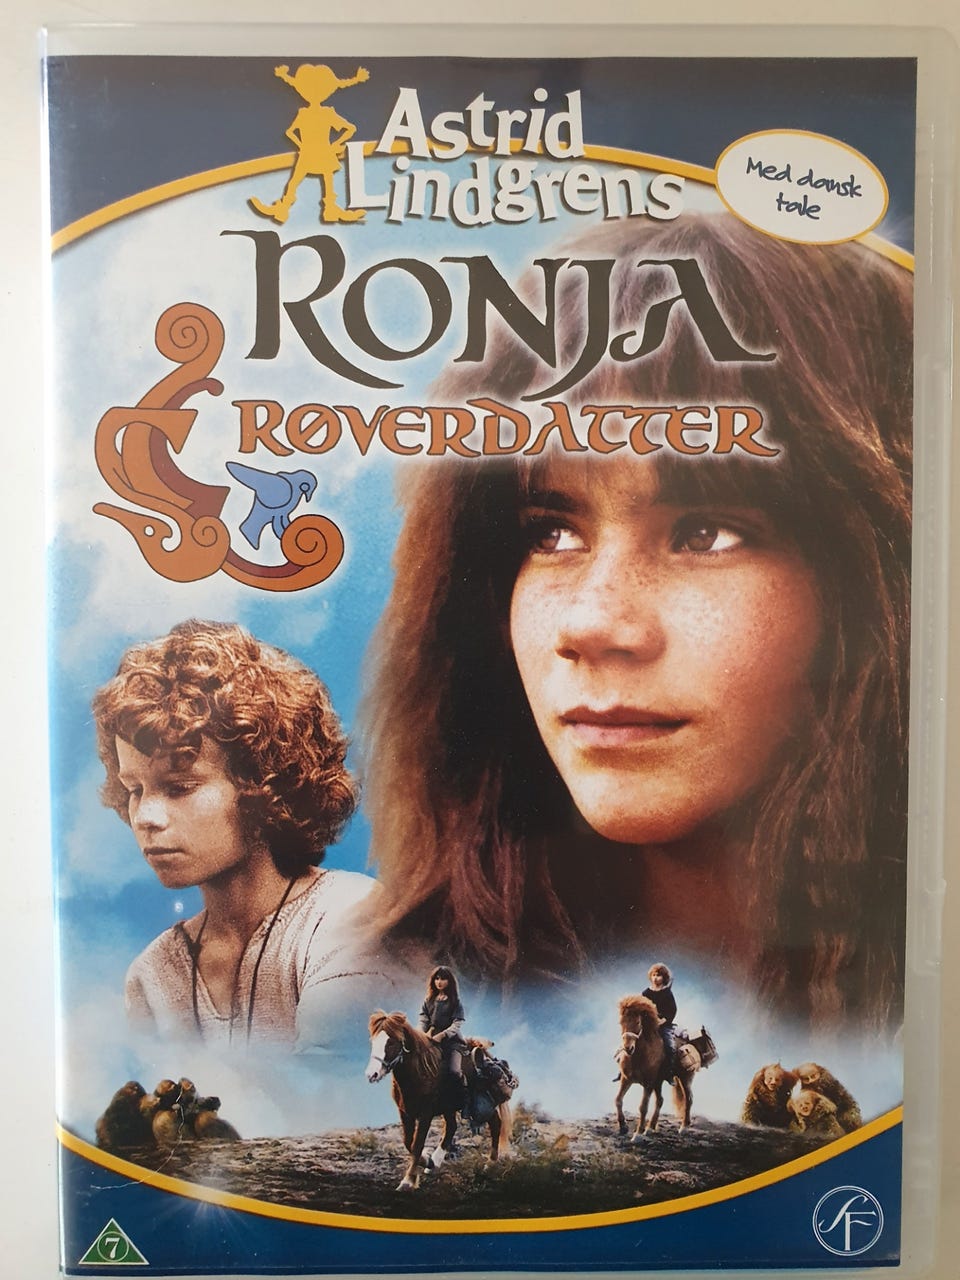 Astrid
Lindgrens
Med dansk
tale
RONJA
RØVERDATTER
7
SF